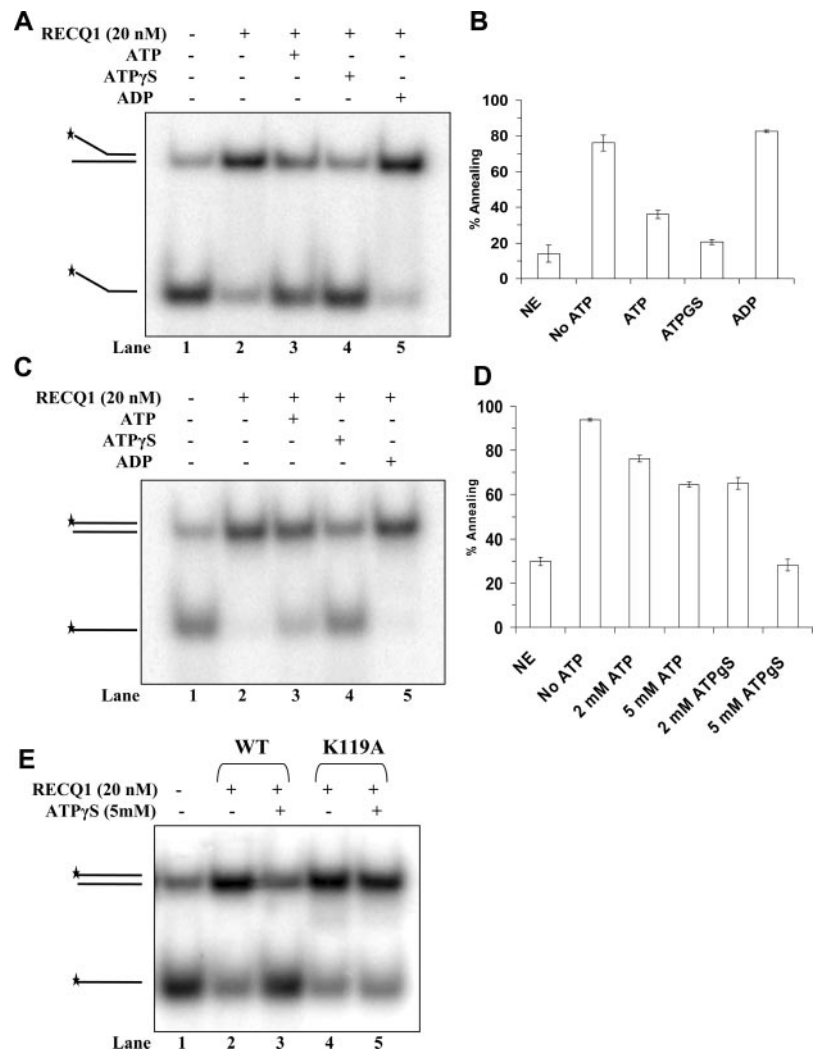 A
RECQ1 (20 nM) - + + + +
ATP - - + - -
ATPγS - - - + -
ADP - - - - +
Lane 1 2 3 4 5
B
% Annealing
100
80
60
40
20
0
NE No ATP ATP ATPGS ADP
C
RECQ1 (20 nM) - + + + +
ATP - - + - -
ATPγS - - - + -
ADP - - - - +
Lane 1 2 3 4 5
D
% Annealing
100
80
60
40
20
0
NE No ATP 2 mM ATP 5 mM ATP 2 mM ATPgS 5 mM ATPgS
E
WT K119A
RECQ1 (20 nM) - + + + +
ATPγS (5mM) - - + - +
Lane 1 2 3 4 5